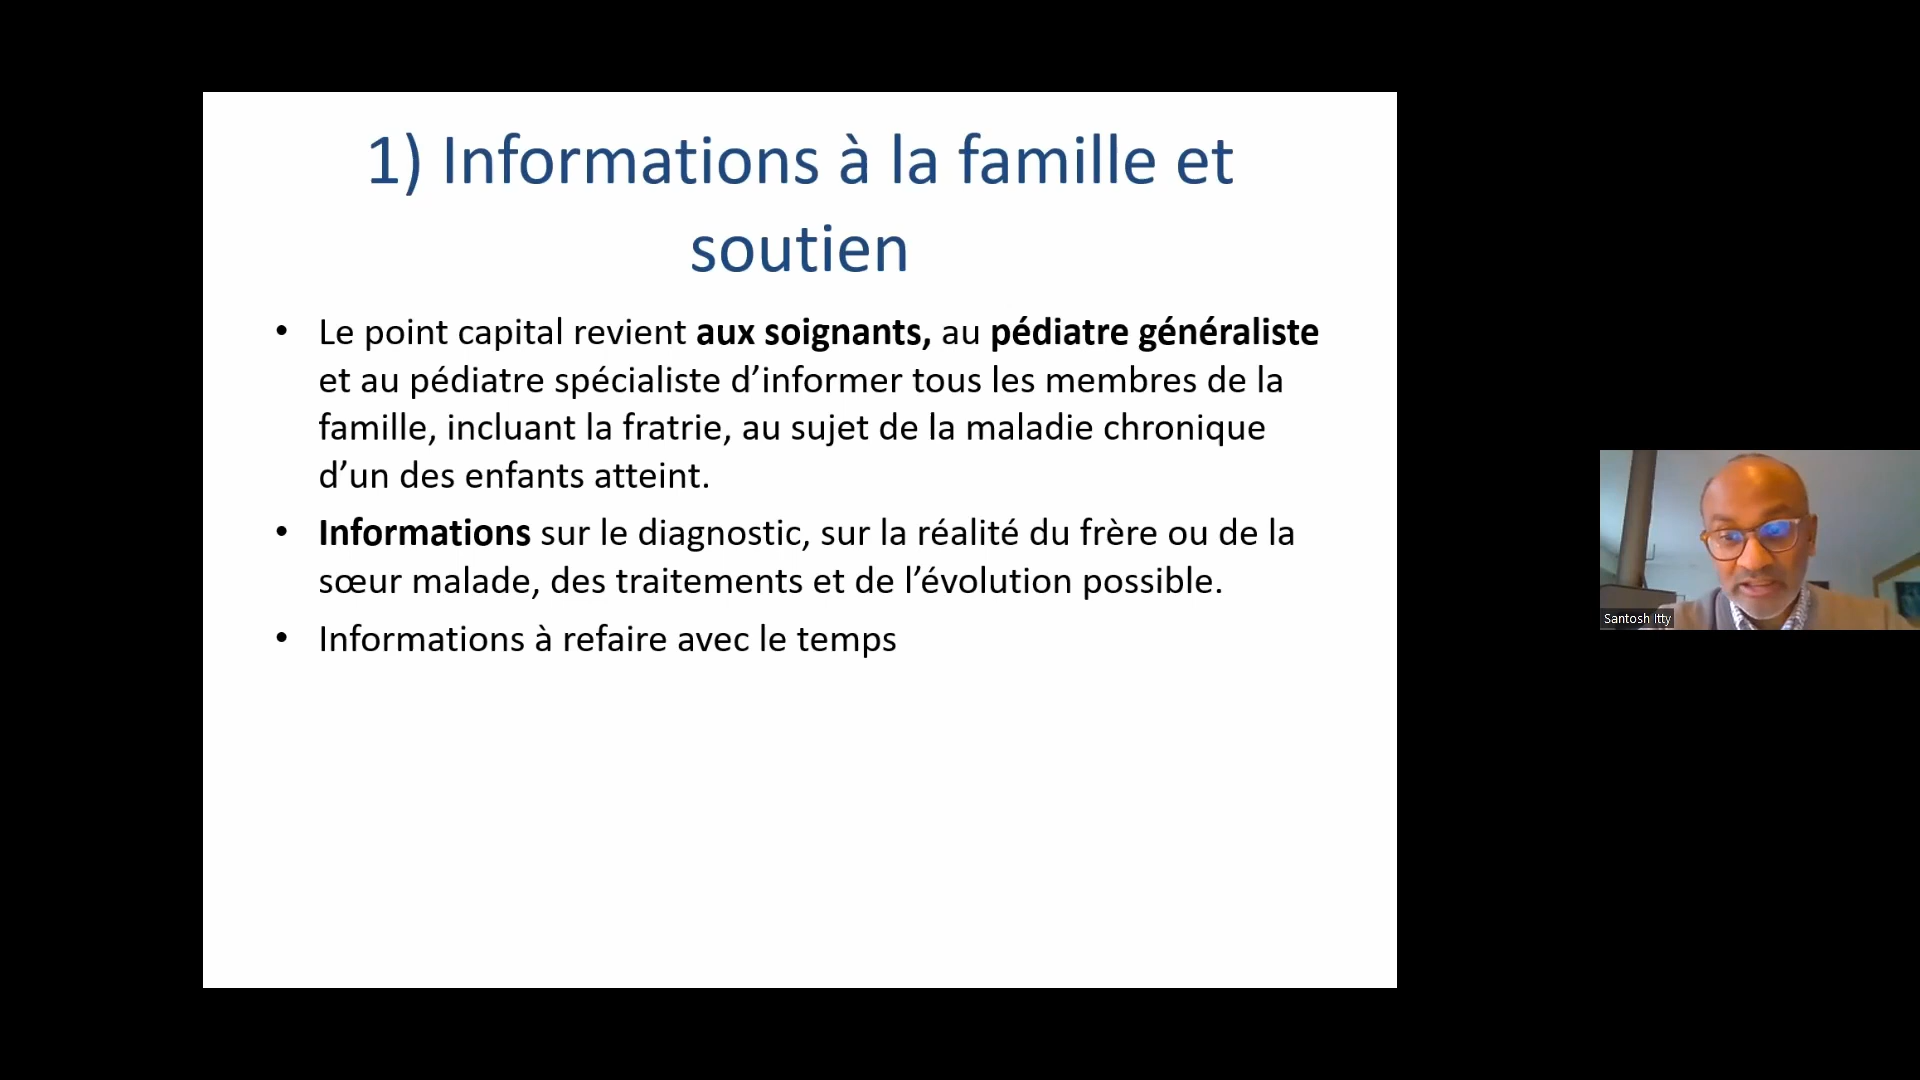 1) Informations à la famille et
soutien
• Le point capital revient aux soignants, au pédiatre généraliste
et au pédiatre spécialiste d’informer tous les membres de la
famille, incluant la fratrie, au sujet de la maladie chronique
d’un des enfants atteint.
• Informations sur le diagnostic, sur la réalité du frère ou de la
sœur malade, des traitements et de l’évolution possible.
• Informations à refaire avec le temps
Santosh Itty